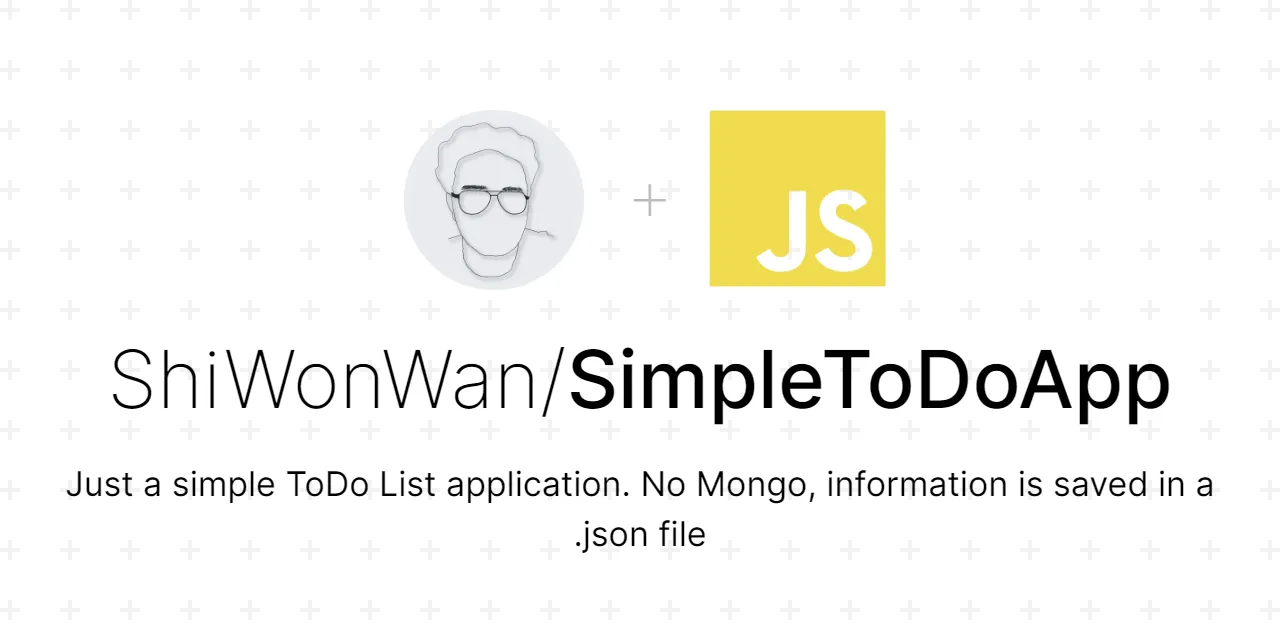 JS
ShiWonWan/SimpleToDoApp
Just a simple ToDo List application. No Mongo, information is saved in a
.json file